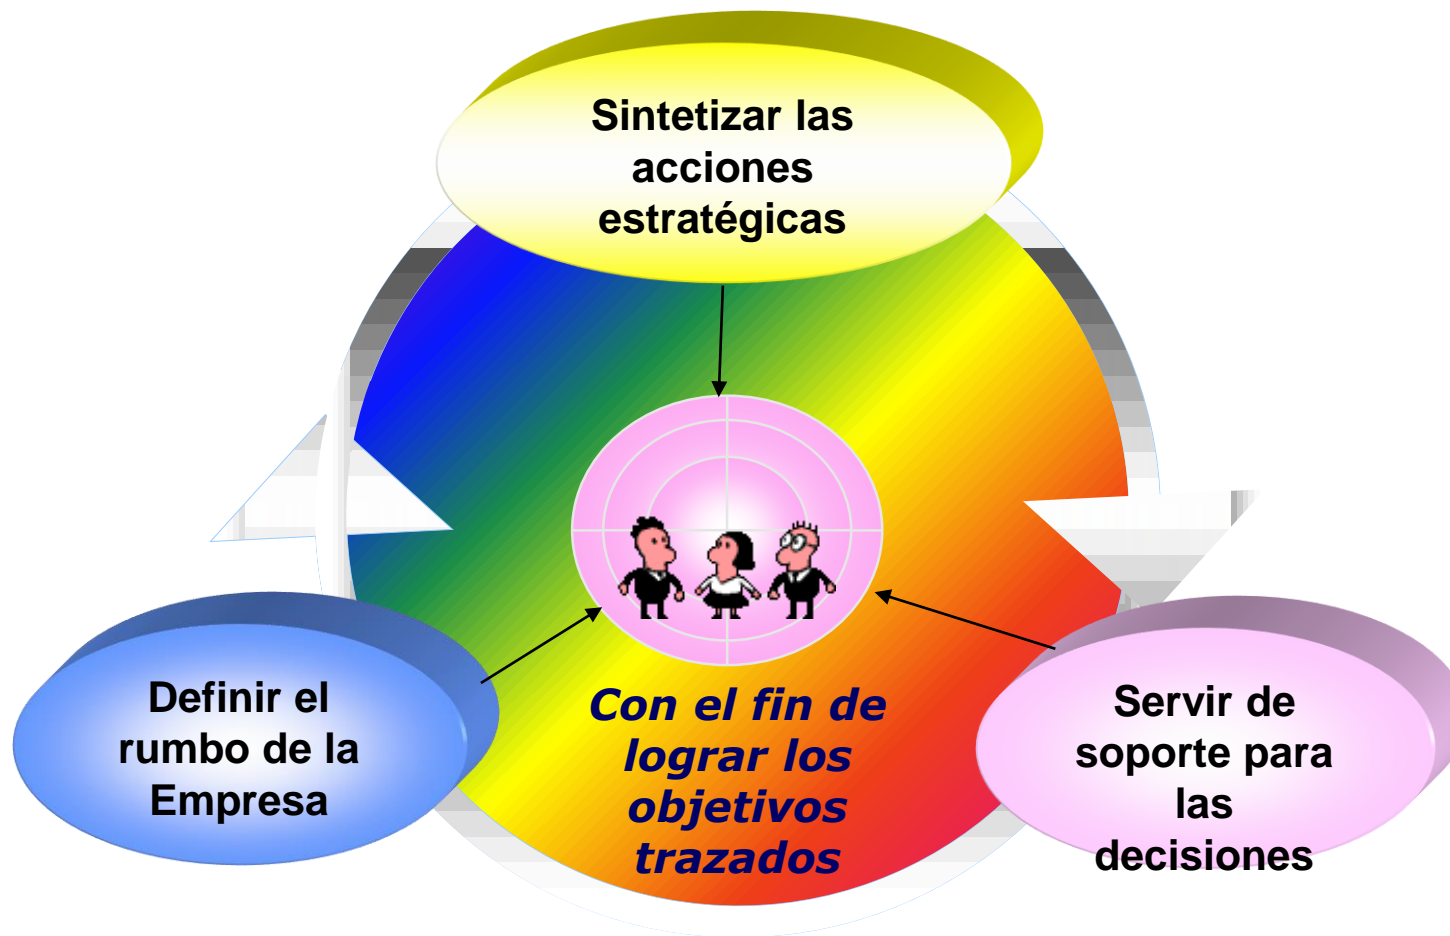 Sintetizar las
acciones
estratégicas
Definir el
rumbo de la
Empresa
Con el fin de
lograr los
objetivos
trazados
Servir de
soporte para
las
decisiones